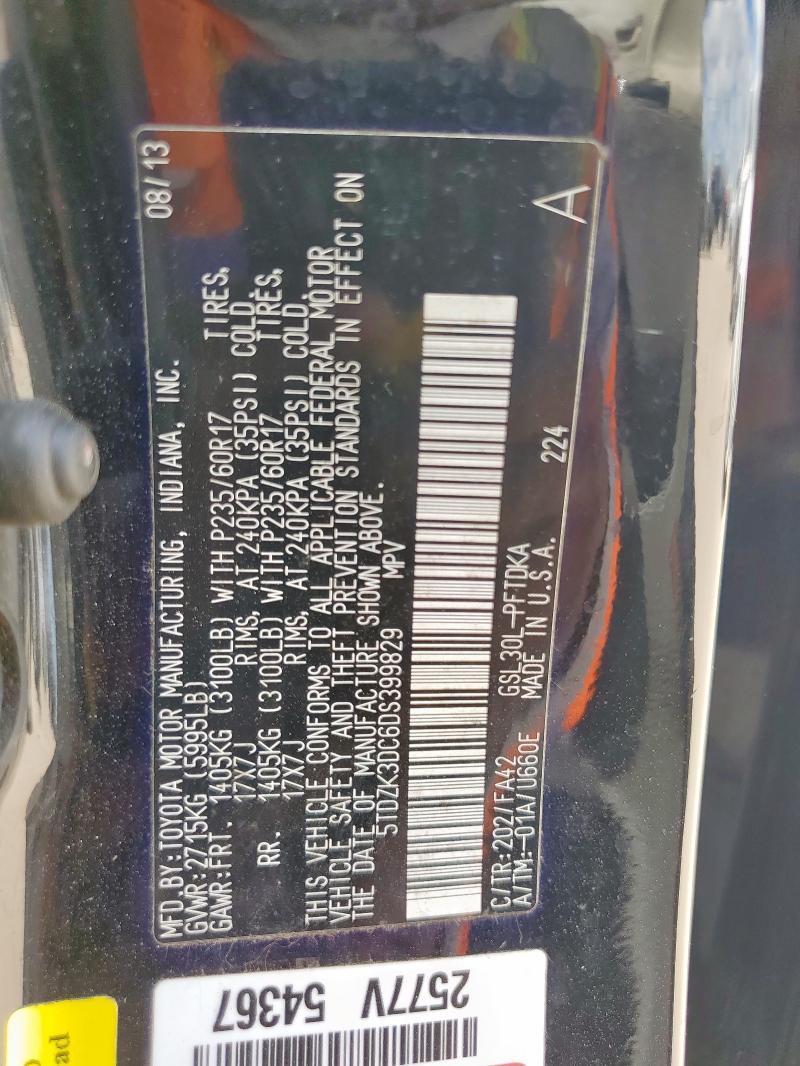 MFD. BY: TOYOTA MOTOR MANUFACTURING, INDIANA, INC. 08/13
GVWR: 2715KG (5995LB)
GAWR: FRT. 1405KG (3100LB) WITH P235/60R17 TIRES,
17X7J RIMS, AT 240KPA (35PSI) COLD
RR. 1405KG (3100LB) WITH P235/60R17 TIRES,
17X7J RIMS, AT 240KPA (35PSI) COLD
THIS VEHICLE CONFORMS TO ALL APPLICABLE FEDERAL MOTOR
VEHICLE SAFETY AND THEFT PREVENTION STANDARDS IN EFFECT ON
THE DATE OF MANUFACTURE SHOWN ABOVE.
5TDZK3DC6DS399829 MPV
C/TR: 202/FA42 GSL30L-PFTDKA A
A/TM: -01A/U660E MADE IN U.S.A. 224
2577V
54367
ad